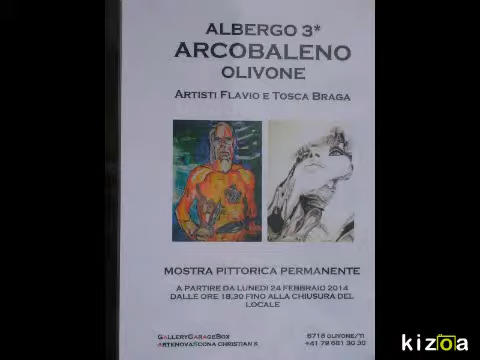 ALBERGO 3*
ARCOBALENO
OLIVONE
ARTISTI FLAVIO E TOSCA BRAGA
MOSTRA PITTORICA PERMANENTE
A PARTIRE DA LUNEDI 24 FEBBRAIO 2014
DALLE ORE 18,30 FINO ALLA CHIUSURA DEL
LOCALE
GALLERYGARAGEBOX
6718 OLIVONE/TI
CHRISTIAN
kizoa